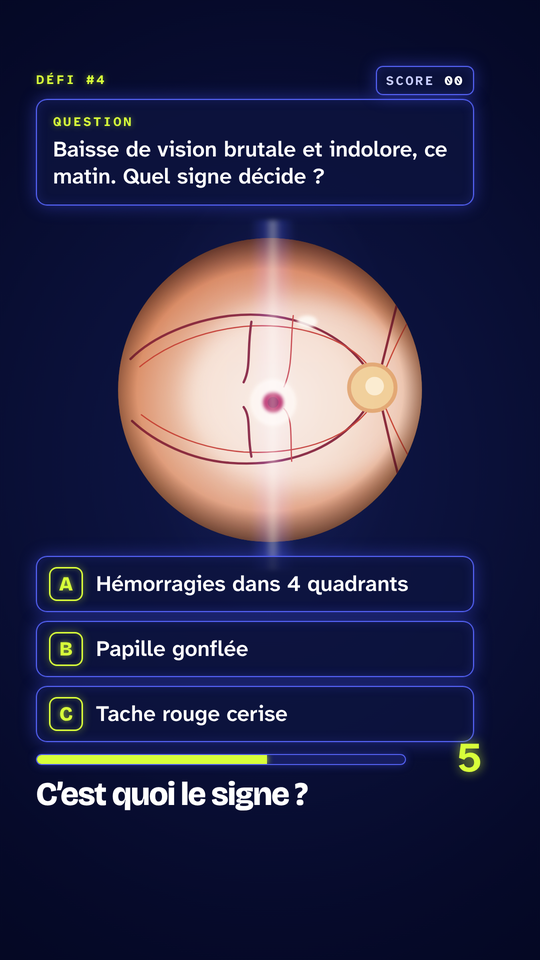 DÉFI #4
SCORE 00
QUESTION
Baisse de vision brutale et indolore, ce
matin. Quel signe décide ?
A Hémorragies dans 4 quadrants
B Papille gonflée
C Tache rouge cerise
5
C'est quoi le signe ?